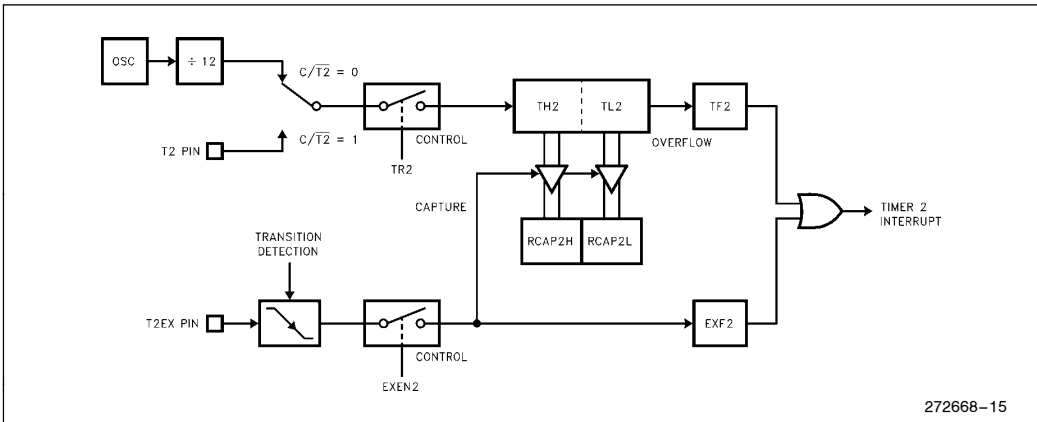 OSC
÷ 12
C/T2̅ = 0
TH2
TL2
TF2
CONTROL
OVERFLOW
T2 PIN
C/T2̅ = 1
TR2
CAPTURE
TIMER 2
INTERRUPT
TRANSITION
DETECTION
RCAP2H
RCAP2L
T2EX PIN
EXF2
CONTROL
EXEN2
272668–15